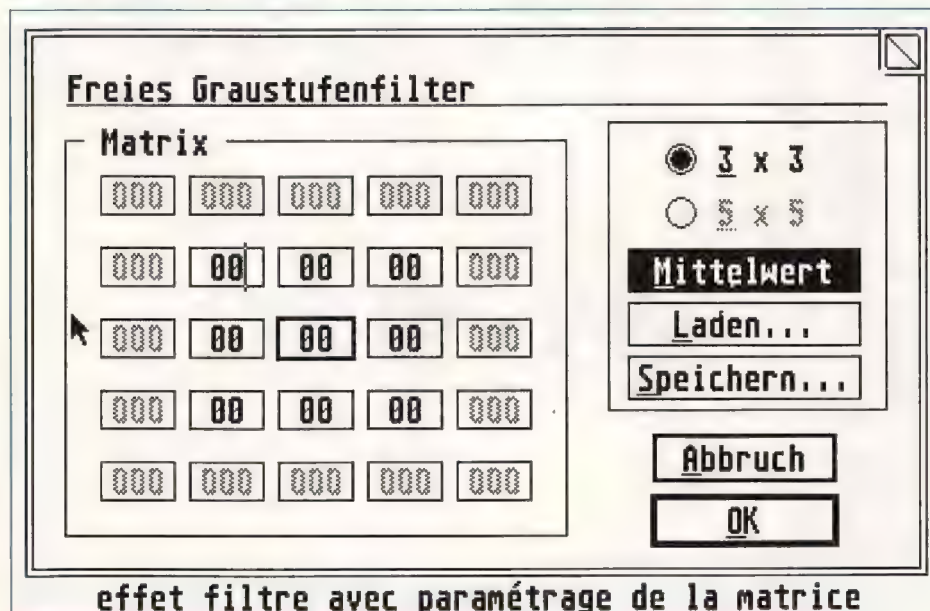 Freies Graustufenfilter
Matrix
000 000 000 000 000
000 00 00 00 000
000 00 00 00 000
000 00 00 00 000
000 000 000 000 000
3 x 3
5 x 5
Mittelwert
Laden...
Speichern...
Abbruch
OK
effet filtre avec paramétrage de la matrice